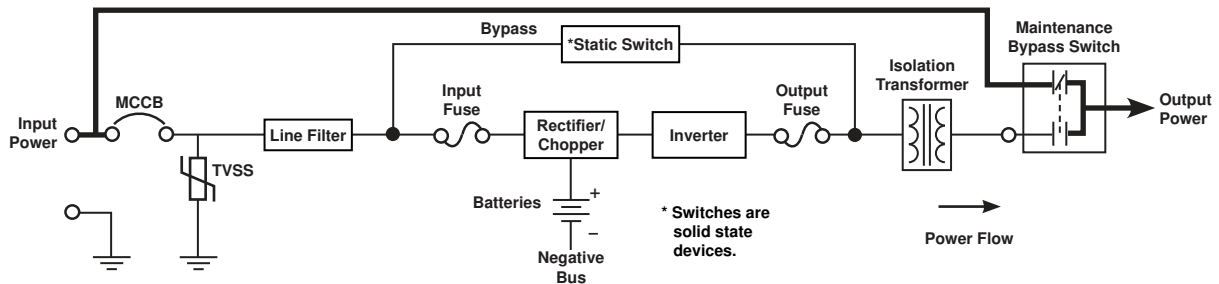 Maintenance
Bypass Switch
Bypass
*Static Switch
Isolation
Transformer
MCCB
Input
Fuse
Output
Fuse
Input
Power
Line Filter
Rectifier/
Chopper
Inverter
Output
Power
TVSS
Batteries
+
–
Negative
Bus
* Switches are
solid state
devices.
Power Flow